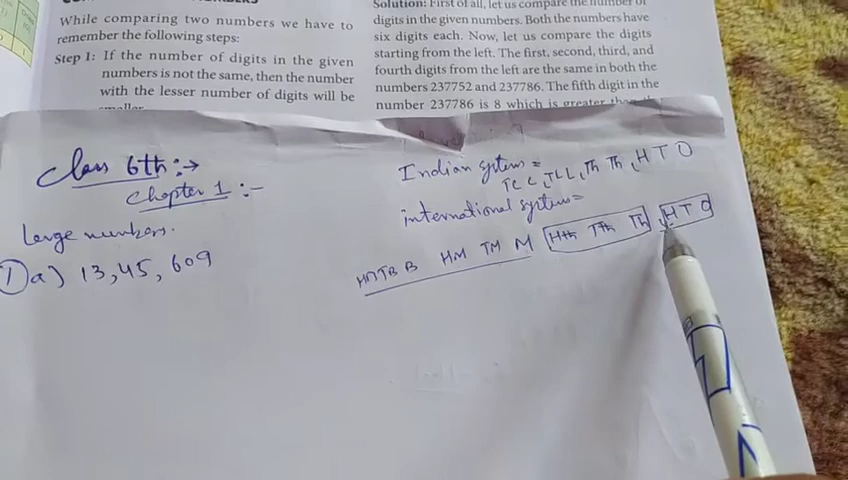 While comparing two numbers we have to
remember the following steps:
Step 1: If the number of digits in the given
numbers is not the same, then the number
with the lesser number of digits will be
smaller.
Solution: First of all, let us compare the number of
digits in the given numbers. Both the numbers have
six digits each. Now, let us compare the digits
starting from the left. The first, second, third, and
fourth digits from the left are the same in both the
numbers 237752 and 237786. The fifth digit in the
number 237786 is 8 which is greater than
Class 6th :→
Chapter 1 :-
Large numbers.
1) a) 13,45,609
Indian system =
TC C, TL L, Th Th, H T O
international system =
B HM TM M Hth Tth Th, H T O